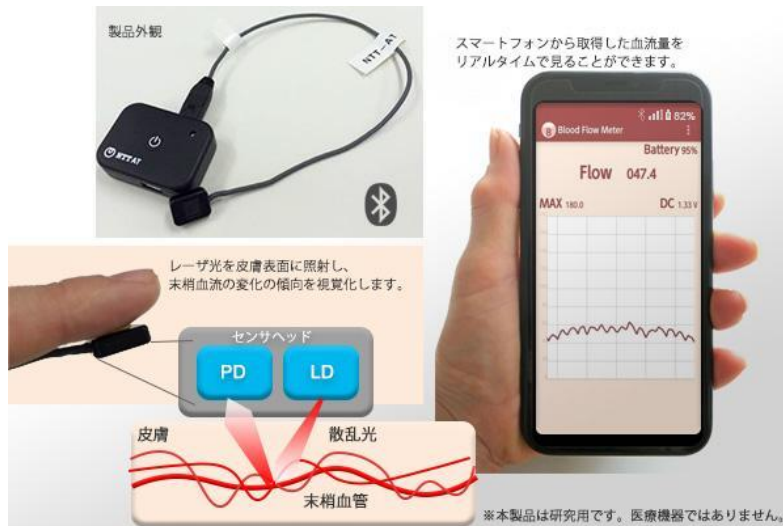 製品外観
NTT-AT
NTT AT
スマートフォンから取得した血流量を
リアルタイムで見ることができます。
82%
B Blood Flow Meter
Battery 95%
Flow 047.4
MAX 180.0
DC 1.33 V
レーザ光を皮膚表面に照射し、
末梢血流の変化の傾向を視覚化します。
センサヘッド
PD
LD
皮膚
散乱光
末梢血管
※本製品は研究用です。医療機器ではありません。